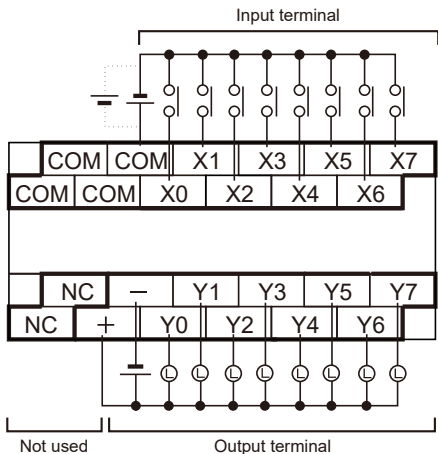 Input terminal
COM COM X1 X3 X5 X7
COM COM X0 X2 X4 X6
NC − Y1 Y3 Y5 Y7
NC + Y0 Y2 Y4 Y6
L L L L L L L L
Not used Output terminal